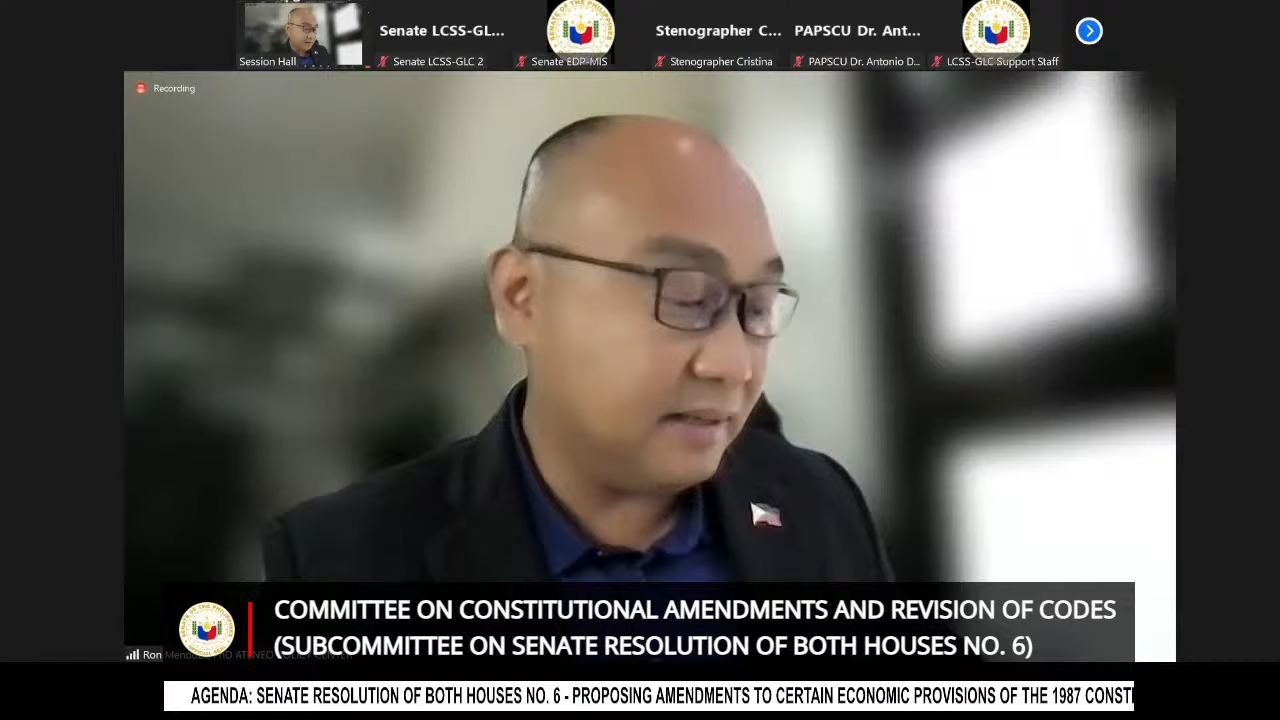 Senate LCSS-GL...
Stenographer C...
PAPSCU Dr. Ant...
Session Hall
Senate LCSS-GLC 2
Senate EDP-MIS
Stenographer Cristina
PAPSCU Dr. Antonio D...
LCSS-GLC Support Staff
Recording
COMMITTEE ON CONSTITUTIONAL AMENDMENTS AND REVISION OF CODES
(SUBCOMMITTEE ON SENATE RESOLUTION OF BOTH HOUSES NO. 6)
Ron
AGENDA: SENATE RESOLUTION OF BOTH HOUSES NO. 6 - PROPOSING AMENDMENTS TO CERTAIN ECONOMIC PROVISIONS OF THE 1987 CONSTI